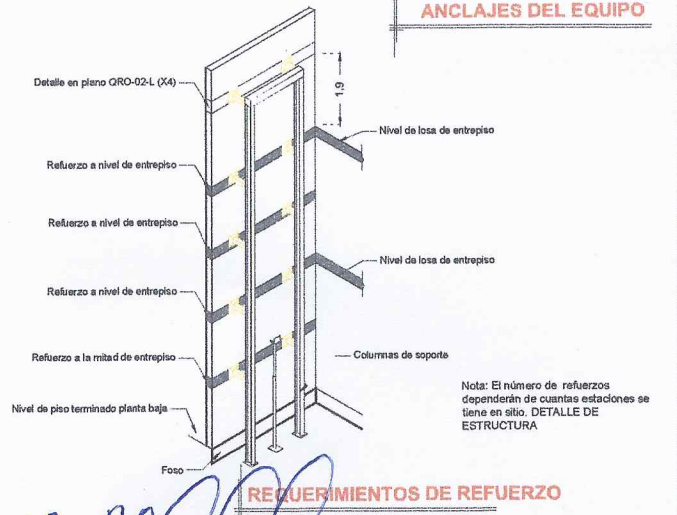 ANCLAJES DEL EQUIPO
Detalle en plano QRO-02-L (X4)
1,9
Nivel de losa de entrepiso
Refuerzo a nivel de entrepiso
Refuerzo a nivel de entrepiso
Nivel de losa de entrepiso
Refuerzo a nivel de entrepiso
Refuerzo a la mitad de entrepiso
Columnas de soporte
Nota: El número de refuerzos
dependerán de cuantas estaciones se
tiene en sitio. DETALLE DE
ESTRUCTURA
Nivel de piso terminado planta baja
Foso
REQUERIMIENTOS DE REFUERZO